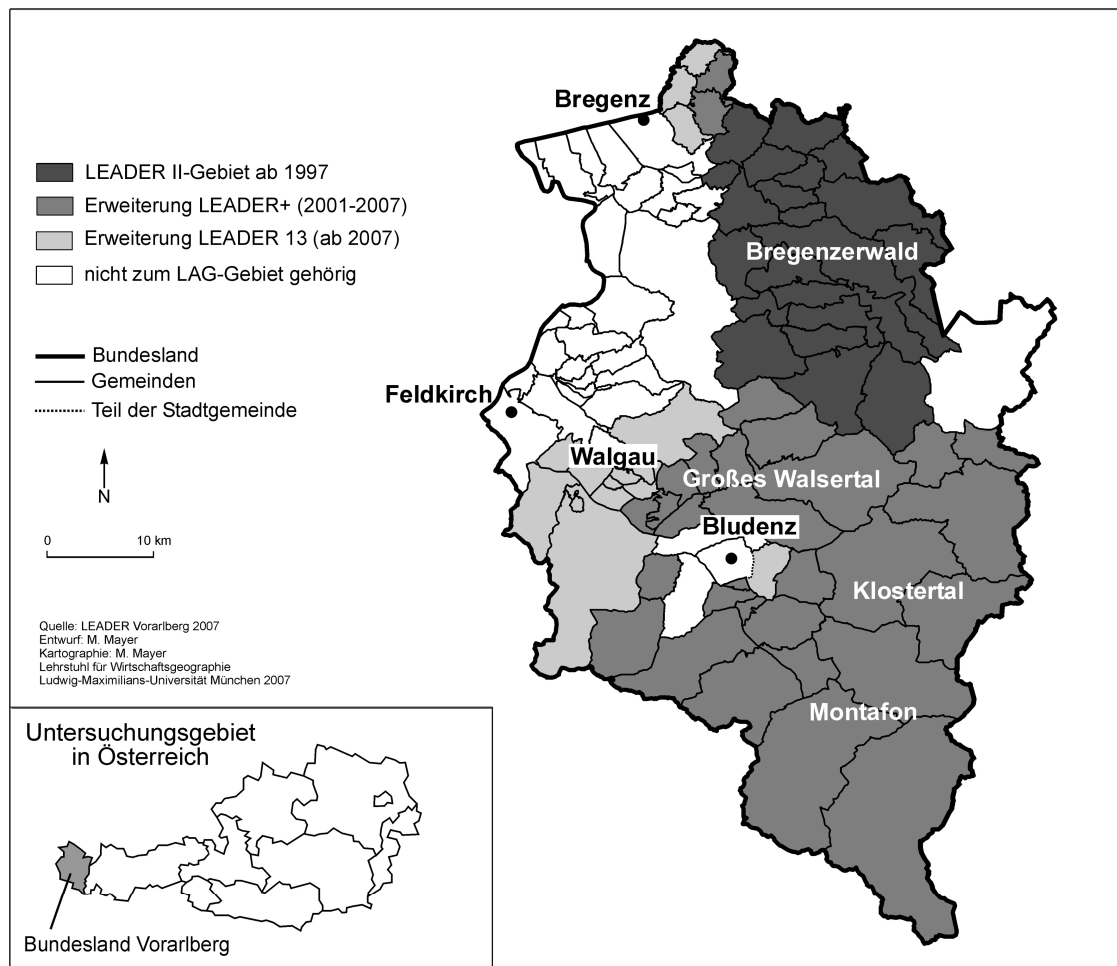 Bregenz
LEADER II-Gebiet ab 1997
Erweiterung LEADER+ (2001-2007)
Erweiterung LEADER 13 (ab 2007)
nicht zum LAG-Gebiet gehörig
Bregenzerwald
Bundesland
Gemeinden
Teil der Stadtgemeinde
Feldkirch
Walgau
Großes Walsertal
N
Bludenz
0 10 km
Klostertal
Quelle: LEADER Vorarlberg 2007
Entwurf: M. Mayer
Kartographie: M. Mayer
Lehrstuhl für Wirtschaftsgeographie
Ludwig-Maximilians-Universität München 2007
Montafon
Untersuchungsgebiet
in Österreich
Bundesland Vorarlberg